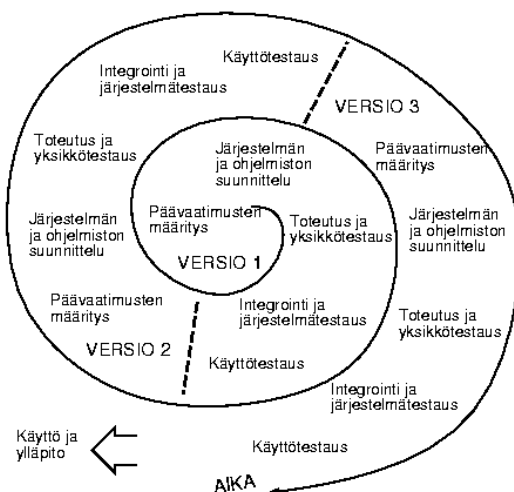 Käyttötestaus
Integrointi ja
järjestelmätestaus
VERSIO 3
Toteutus ja
yksikkötestaus
Järjestelmän
ja ohjelmiston
suunnittelu
Päävaatimusten
määritys
Päävaatimusten
määritys
Toteutus ja
yksikkötestaus
Järjestelmän
ja ohjelmiston
suunnittelu
Järjestelmän
ja ohjelmiston
suunnittelu
VERSIO 1
Päävaatimusten
määritys
Integrointi ja
järjestelmätestaus
Toteutus ja
yksikkötestaus
VERSIO 2
Käyttötestaus
Integrointi ja
järjestelmätestaus
Käyttö ja
ylläpito
Käyttötestaus
AIKA